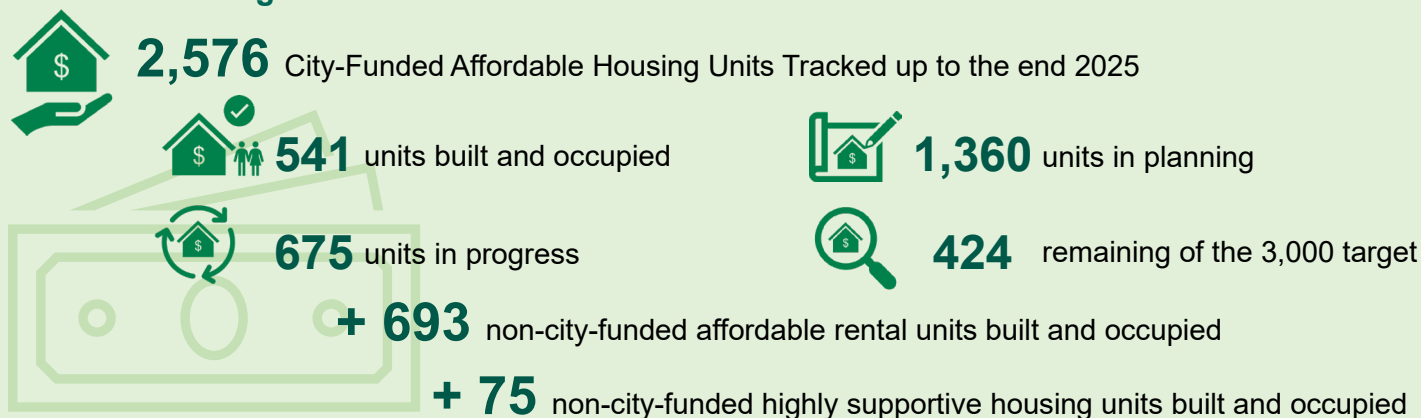 2,576 City-Funded Affordable Housing Units Tracked up to the end 2025
541 units built and occupied
1,360 units in planning
675 units in progress
424 remaining of the 3,000 target
+ 693 non-city-funded affordable rental units built and occupied
+ 75 non-city-funded highly supportive housing units built and occupied